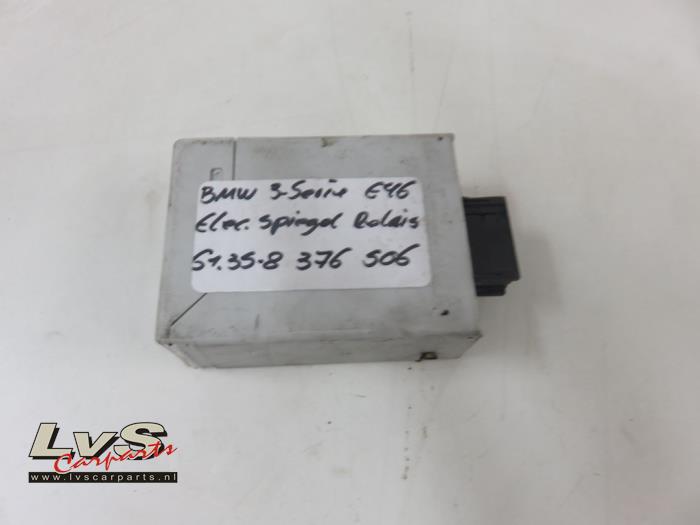 BMW 3-Serie E46
Elec. Spiegel Relais
51.35-8 376 506
LvS
Carparts
www.lvscarparts.nl